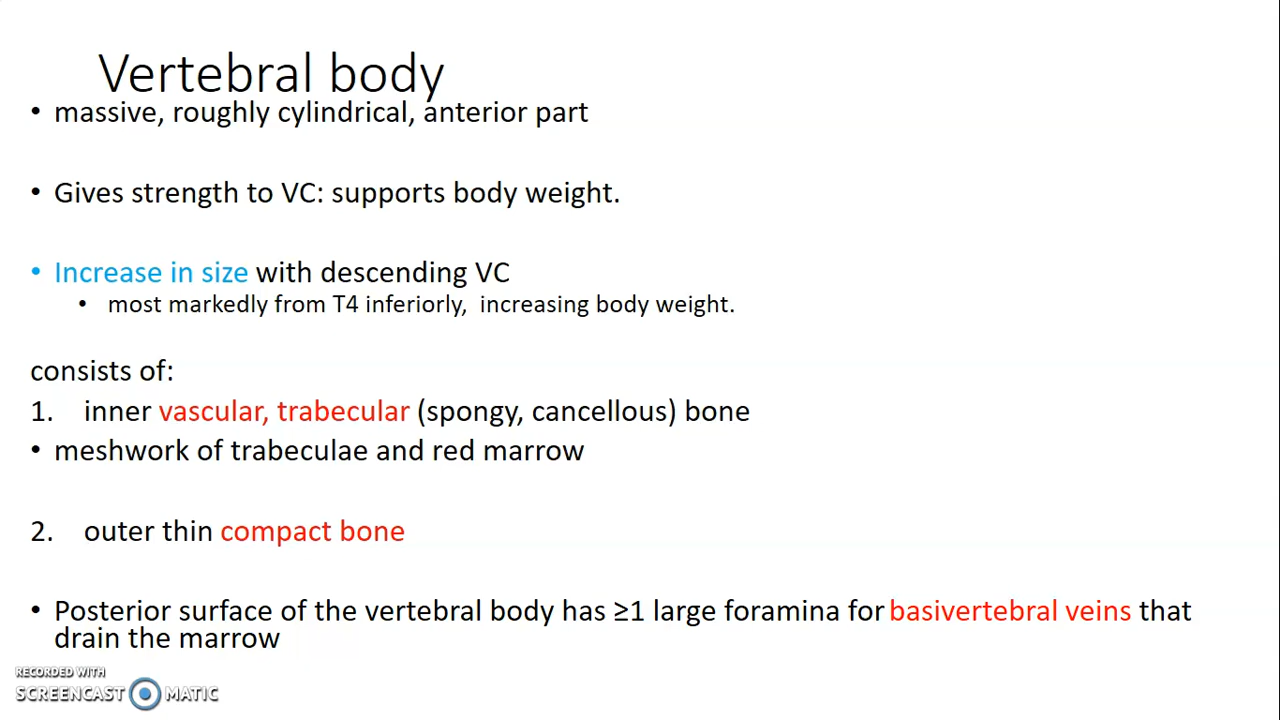 Vertebral body
• massive, roughly cylindrical, anterior part
• Gives strength to VC: supports body weight.
• Increase in size with descending VC
• most markedly from T4 inferiorly, increasing body weight.
consists of:
1. inner vascular, trabecular (spongy, cancellous) bone
• meshwork of trabeculae and red marrow
2. outer thin compact bone
• Posterior surface of the vertebral body has ≥1 large foramina for basivertebral veins that
drain the marrow
RECORDED WITH
SCREENCAST MATIC